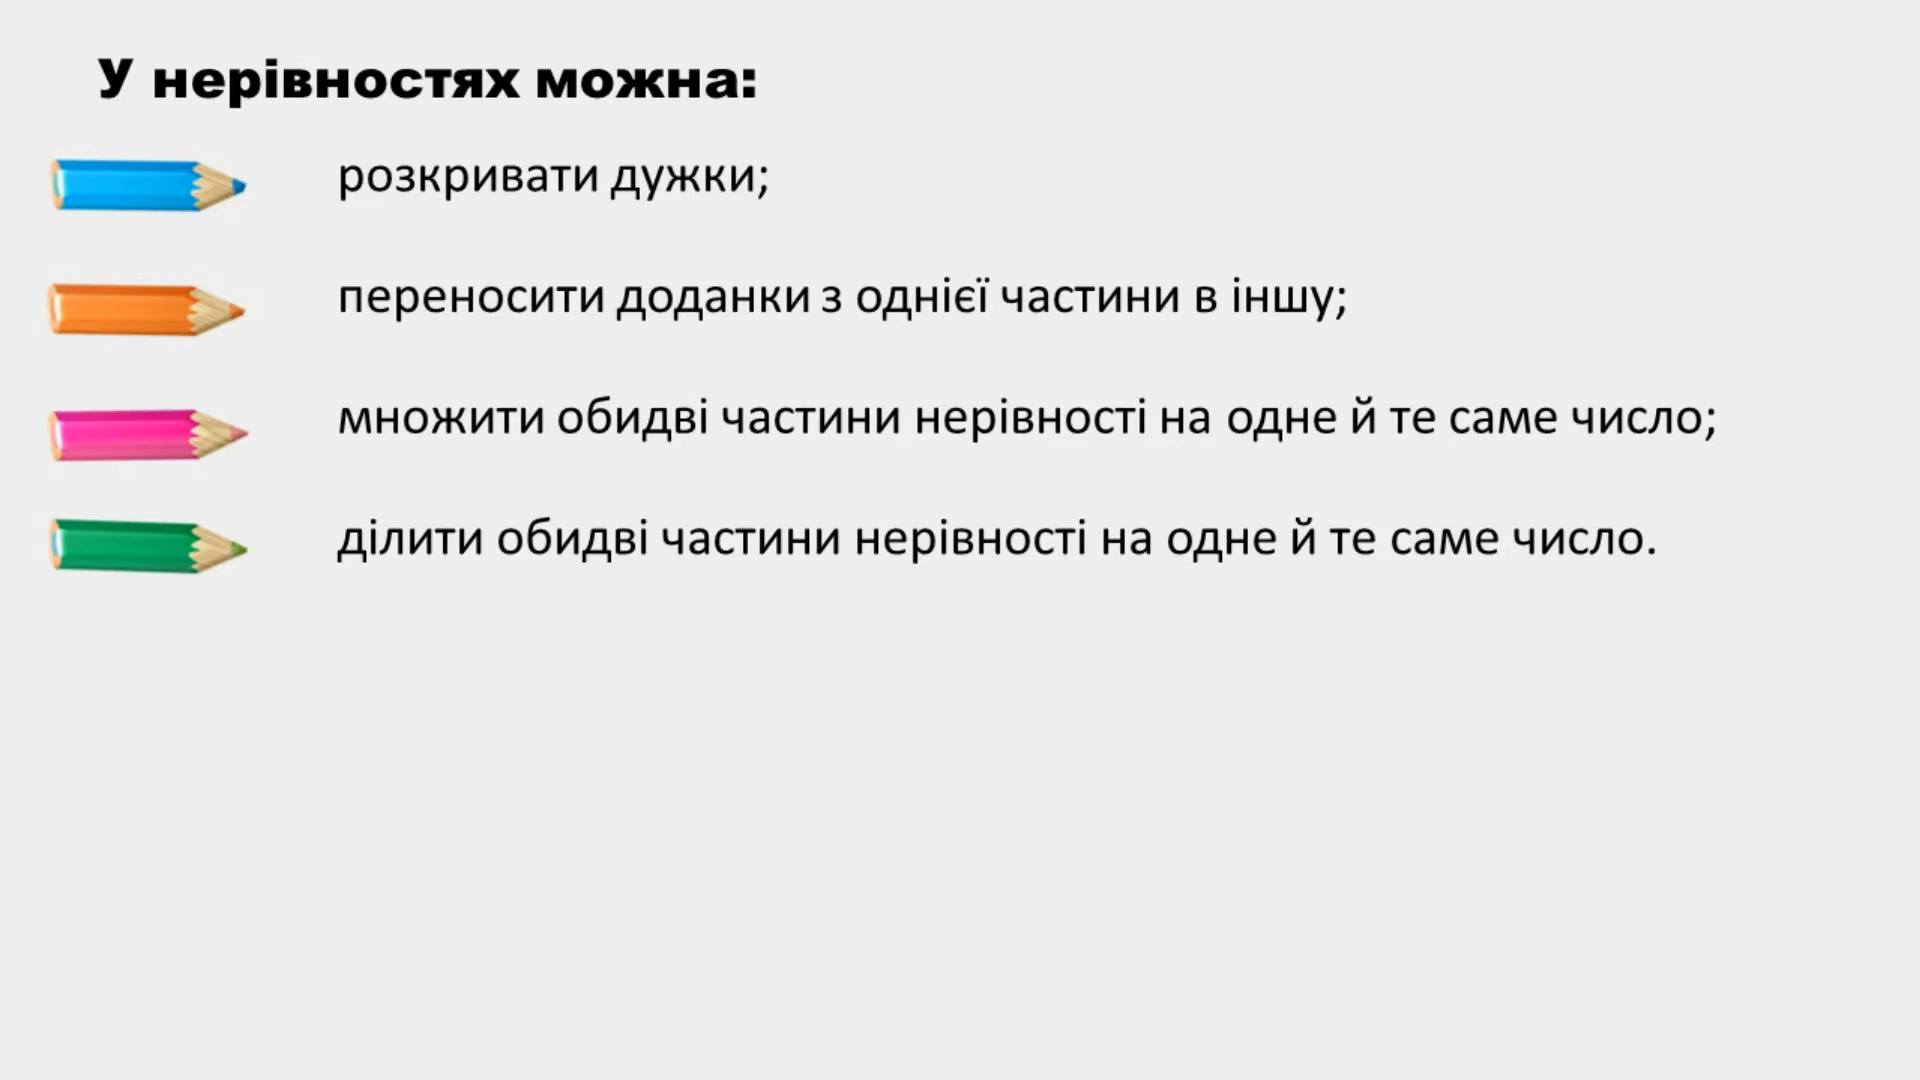 У нерівностях можна:
розкривати дужки;
переносити доданки з однієї частини в іншу;
множити обидві частини нерівності на одне й те саме число;
ділити обидві частини нерівності на одне й те саме число.